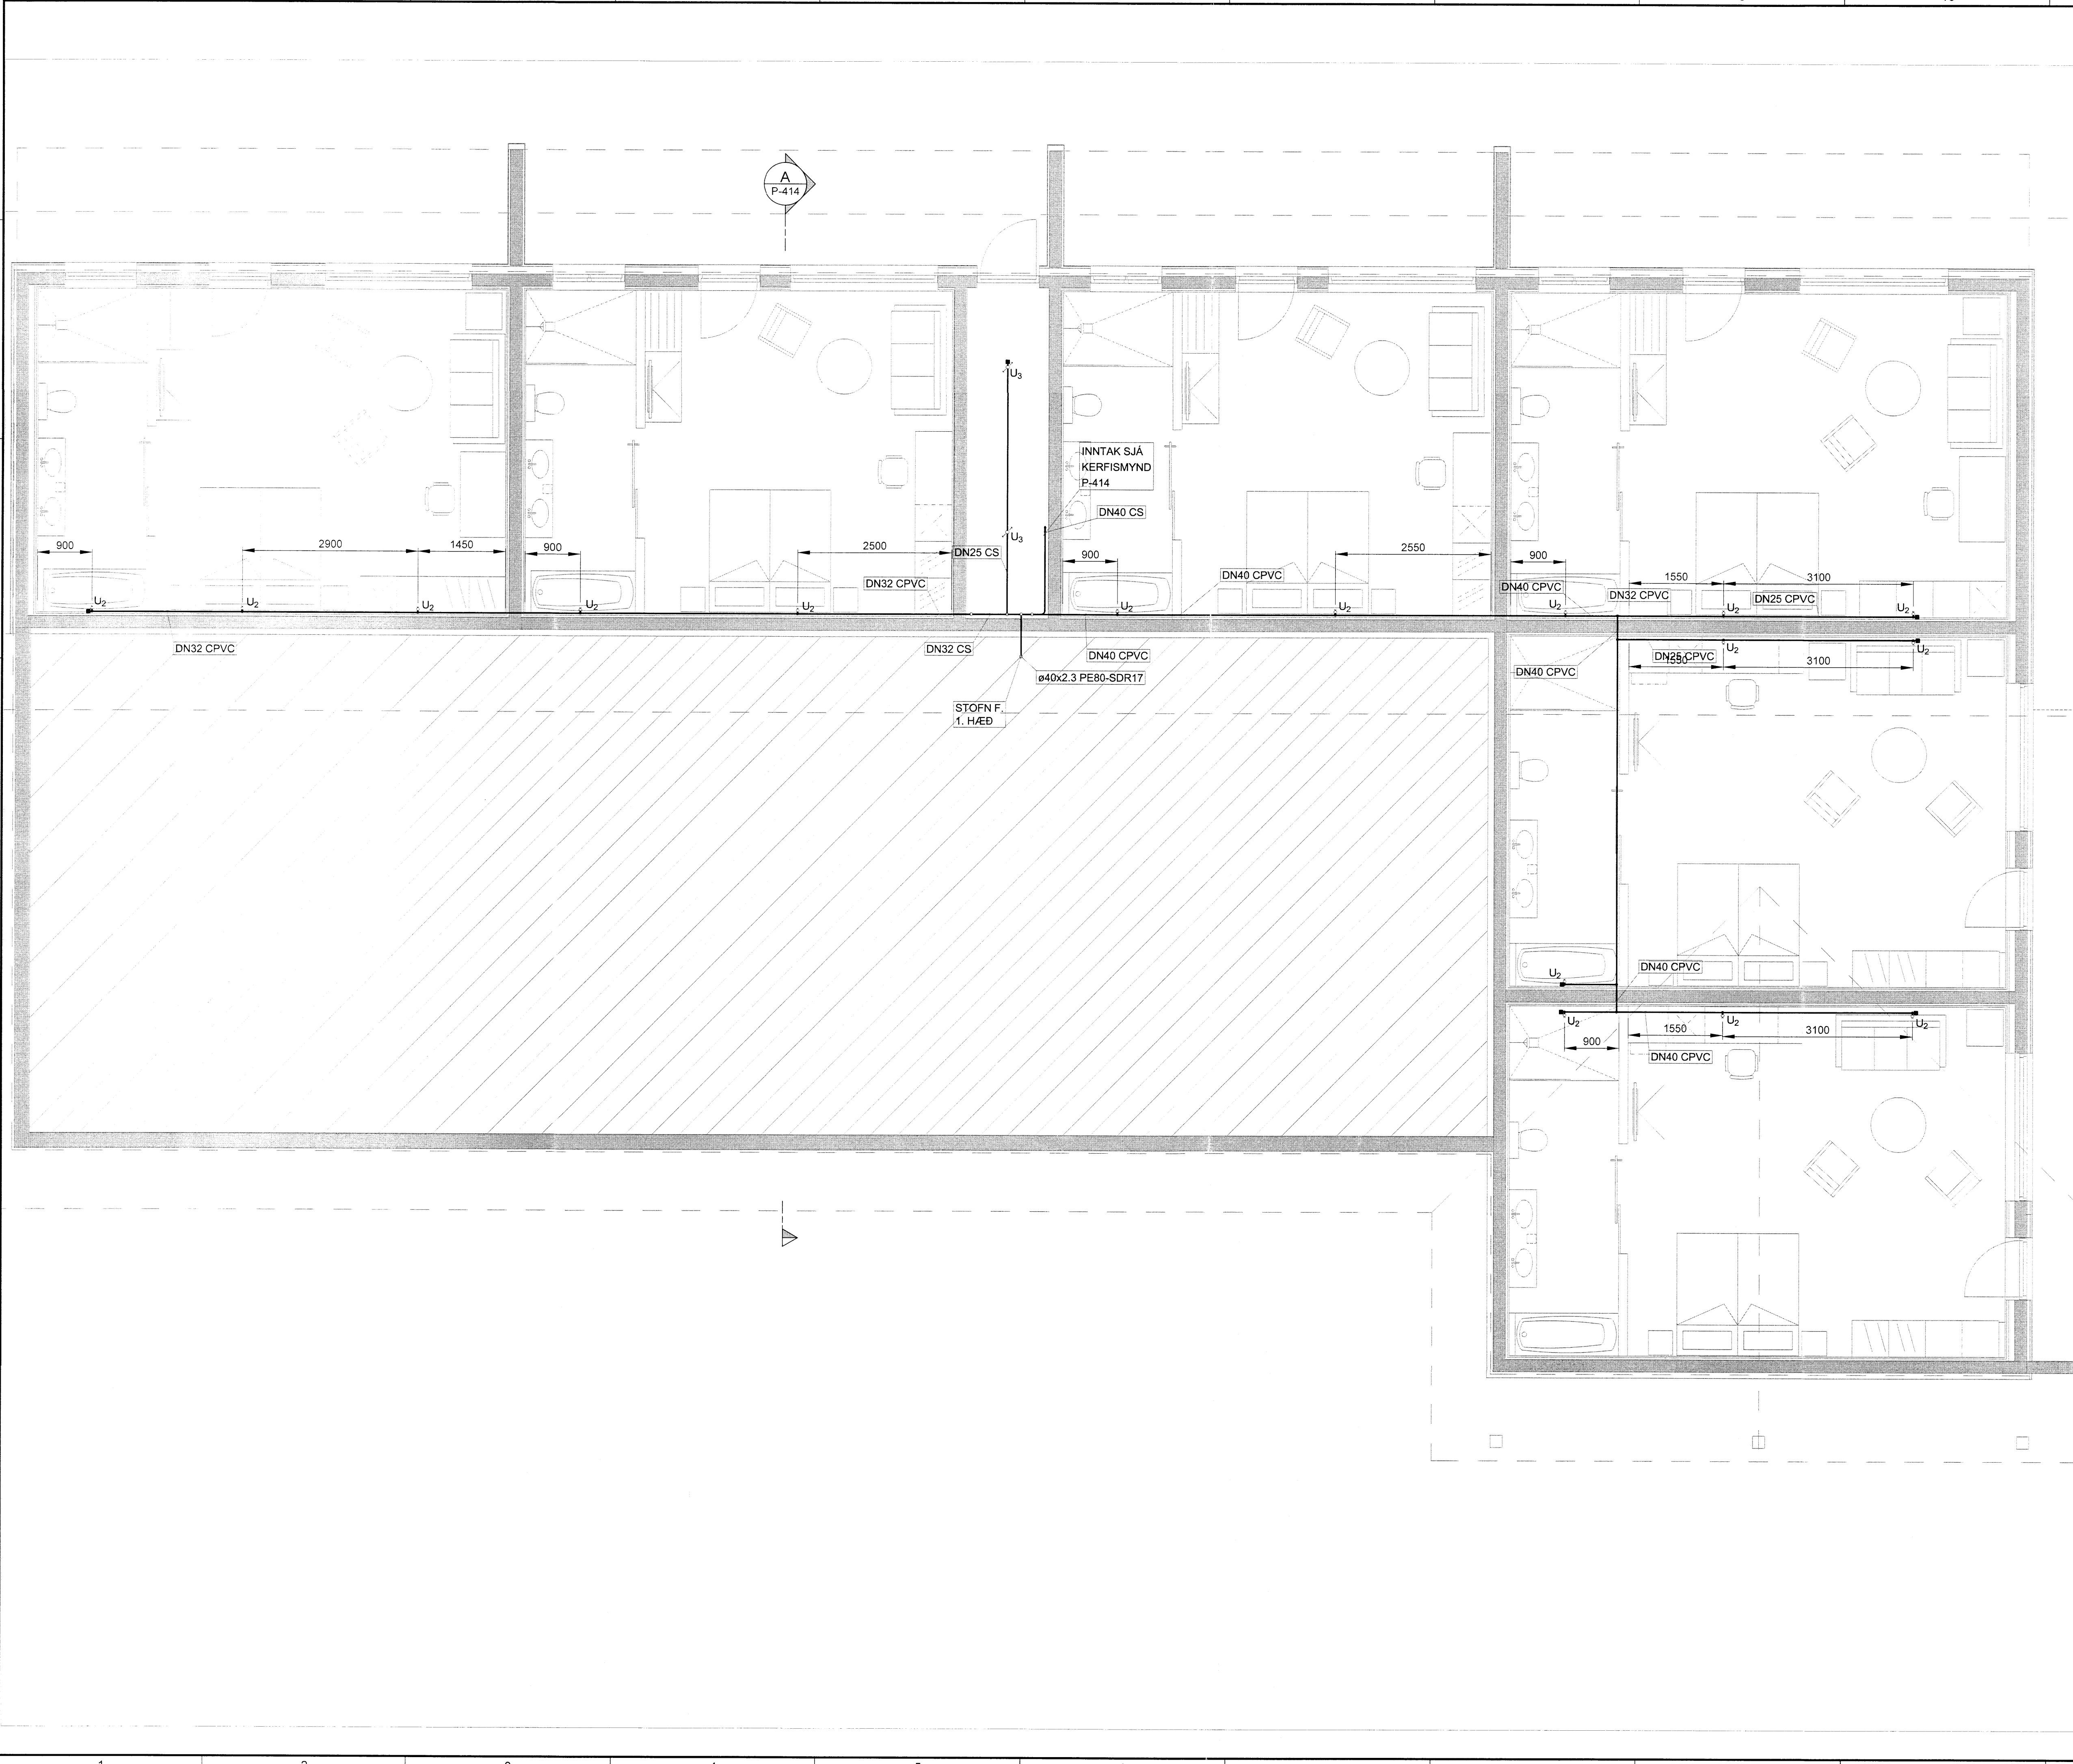 A
P-414
U3
INNTAK SJÁ
KERFISMYND
P-414
DN40 CS
U3
900
2900
1450
900
2500
DN25 CS
900
2550
900
DN32 CPVC
DN40 CPVC
DN40 CPVC
1550
3100
DN32 CPVC
DN25 CPVC
U2
U2
U2
U2
U2
U2
U2
U2
U2
U2
DN32 CPVC
DN32 CS
DN40 CPVC
ø40x2.3 PE80-SDR17
STOFN F.
1. HÆÐ
U2
U2
DN25 CPVC
1550
3100
DN40 CPVC
U2
DN40 CPVC
U2
U2
U2
1550
3100
900
DN40 CPVC